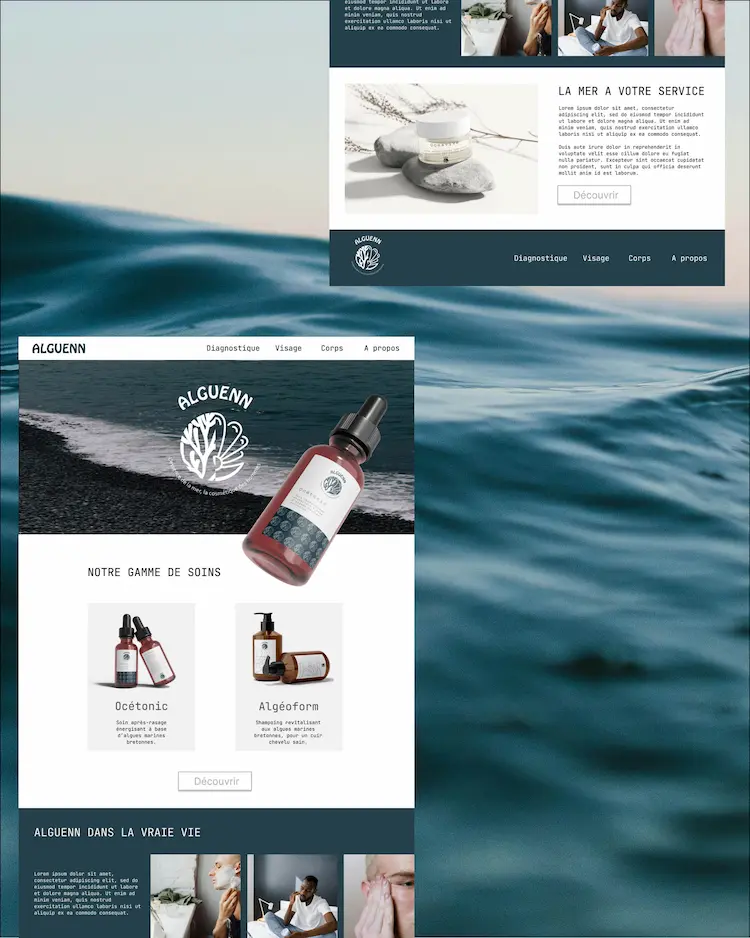 eiusmod tempor incididunt ut labore
et dolore magna aliqua. Ut enim ad
minim veniam, quis nostrud
exercitation ullamco laboris nisi ut
aliquip ex ea commodo consequat.
LA MER A VOTRE SERVICE
Lorem ipsum dolor sit amet, consectetur
adipiscing elit, sed do eiusmod tempor
incididunt ut labore et dolore magna
aliqua. Ut enim ad minim veniam, quis
nostrud exercitation ullamco laboris
nisi ut aliquip ex ea commodo consequat.
Duis aute irure dolor in reprehenderit in
voluptate velit esse cillum dolore eu fugiat
nulla pariatur. Excepteur sint occaecat cupidatat
non proident, sunt in culpa qui officia deserunt
mollit anim id est laborum.
Découvrir
ALGUENN
Diagnostique Visage Corps A propos
ALGUENN
Diagnostique Visage Corps A propos
ALGUENN
la mer, la cosmétique
ALGUENN
NOTRE GAMME DE SOINS
Océtonic
Soin après-rasage
énergisant à base
d'algues marines
bretonnes.
Algéoform
Shampoing revitalisant
aux algues marines
bretonnes, pour un cuir
chevelu sain.
Découvrir
ALGUENN DANS LA VRAIE VIE
Lorem ipsum dolor sit amet,
consectetur adipiscing elit, sed do
eiusmod tempor incididunt ut labore
et dolore magna aliqua. Ut enim ad
minim veniam, quis nostrud
exercitation ullamco laboris nisi ut
aliquip ex ea commodo consequat.